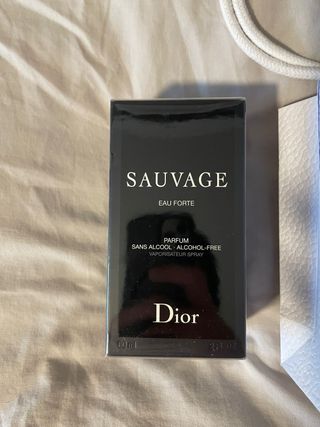 SAUVAGE
EAU FORTE
PARFUM
SANS ALCOOL · ALCOHOL-FREE
VAPORISATEUR SPRAY
Dior